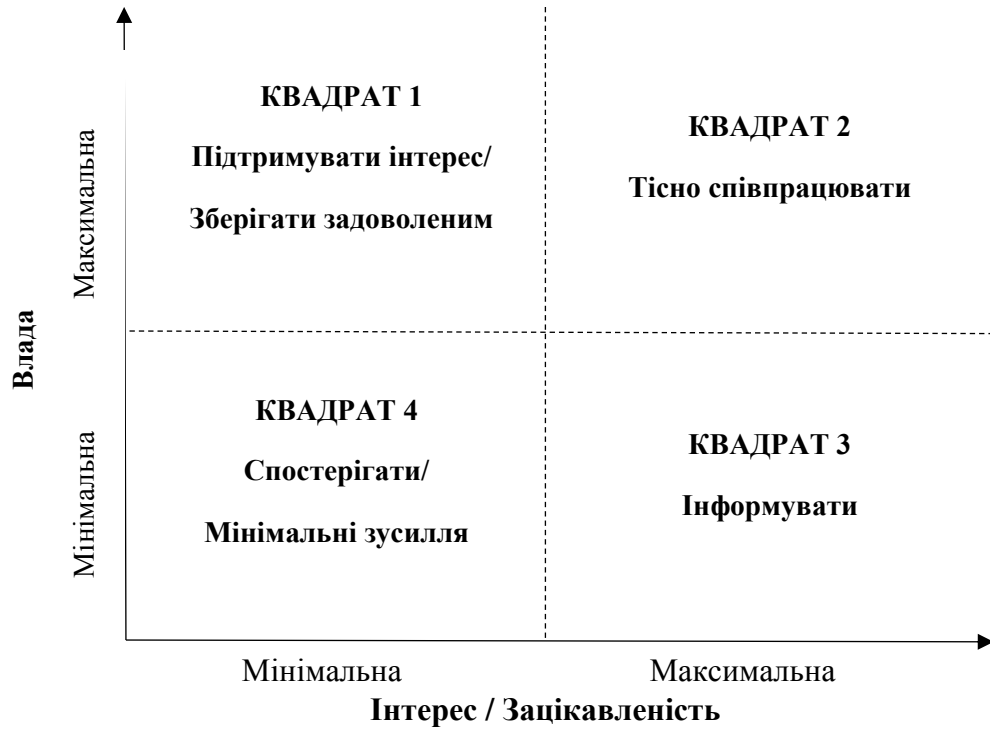 КВАДРАТ 1
Підтримувати інтерес/
Зберігати задоволеним
КВАДРАТ 2
Тісно співпрацювати
Максимальна
Влада
КВАДРАТ 4
Спостерігати/
Мінімальні зусилля
КВАДРАТ 3
Інформувати
Мінімальна
Мінімальна
Максимальна
Інтерес / Зацікавленість